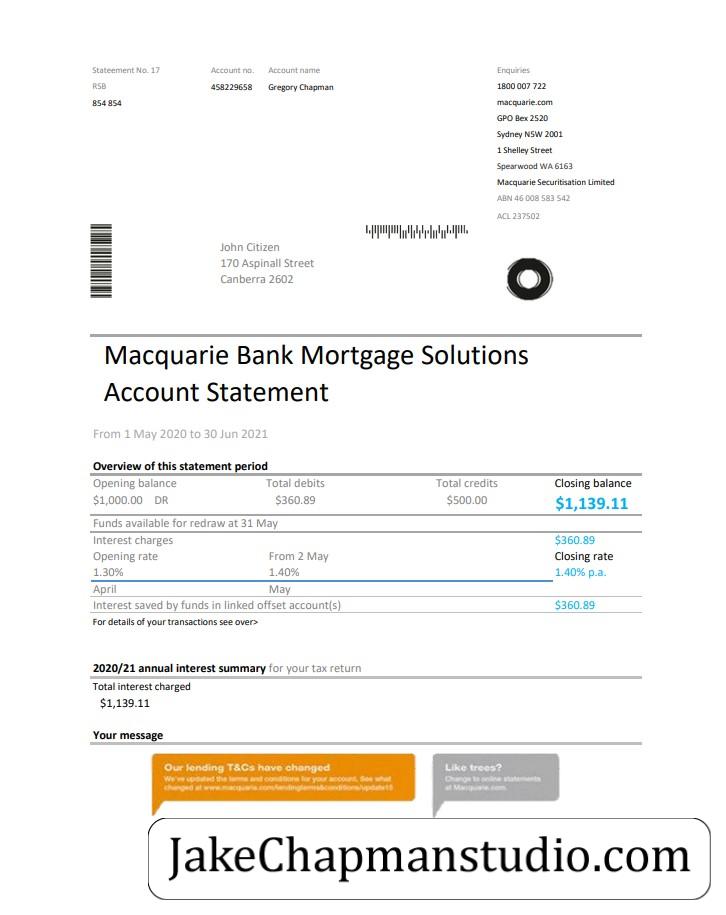 Stateement No. 17
RSB
854 854
Account no.
458229658
Account name
Gregory Chapman
Enquiries
1800 007 722
macquarie.com
GPO Bex 2520
Sydney N5W 2001
1 Shelley Street
Spearwood WA 6163
Macquarie Securitisation Limited
ABN 46 008 583 542
ACL 237502
John Citizen
170 Aspinall Street
Canberra 2602
Macquarie Bank Mortgage Solutions
Account Statement
From 1 May 2020 to 30 Jun 2021
Overview of this statement period
Opening balance Total debits Total credits Closing balance
$1,000.00 DR $360.89 $500.00 $1,139.11
Funds available for redraw at 31 May
Interest charges $360.89
Opening rate From 2 May Closing rate
1.30% 1.40% 1.40% p.a.
April May
Interest saved by funds in linked offset account(s) $360.89
For details of your transactions see over>
2020/21 annual interest summary for your tax return
Total interest charged
$1,139.11
Your message
Our lending T&Cs have changed
We've updated the terms and conditions for your account. See what
changed at www.macquarie.com/lendingterms&conditions/update15
Like trees?
Change to online statements
at Macquarie.com.
JakeChapmanstudio.com